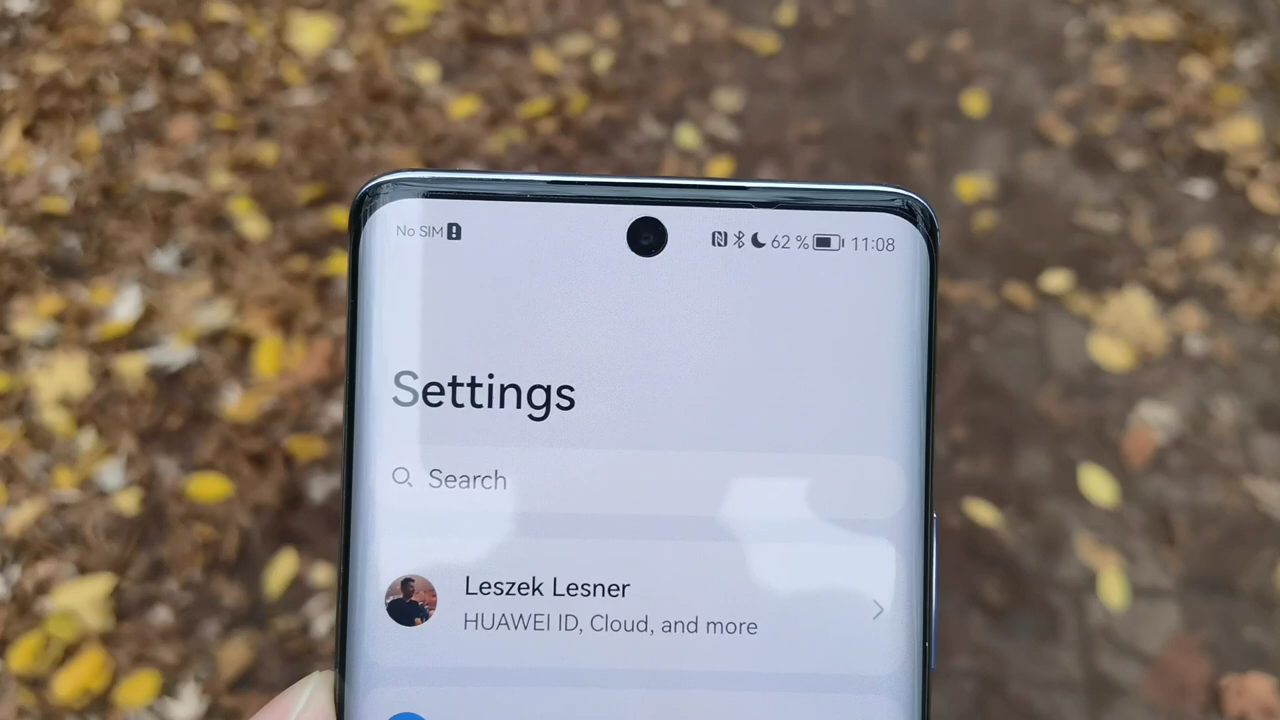 No SIM
62 % 11:08
Settings
Search
Leszek Lesner
HUAWEI ID, Cloud, and more